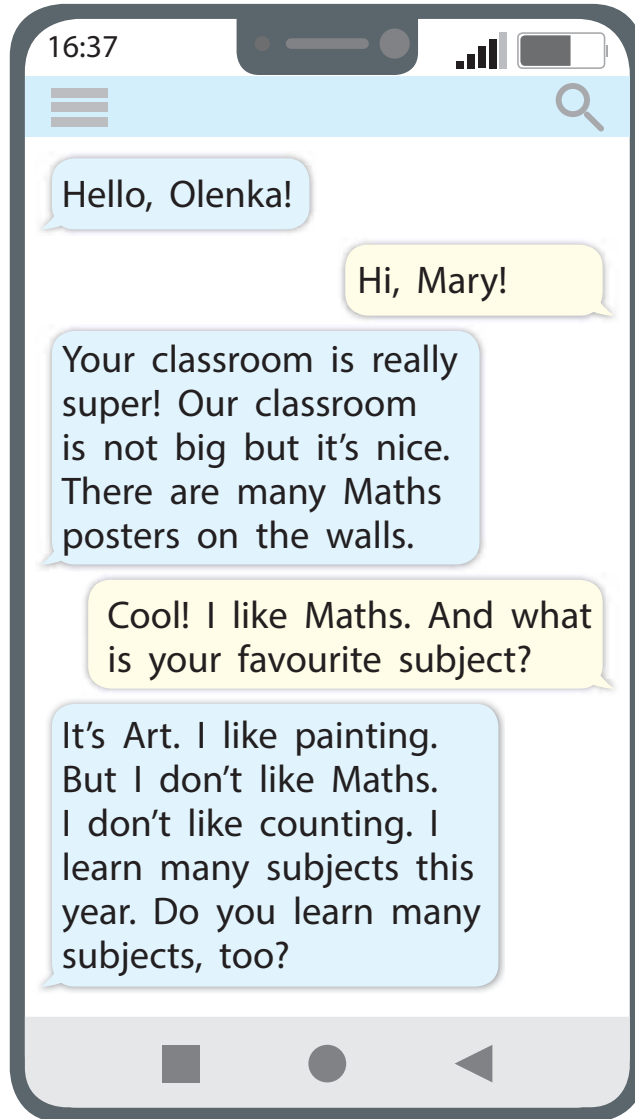 16:37
Hello, Olenka!
Hi, Mary!
Your classroom is really
super! Our classroom
is not big but it’s nice.
There are many Maths
posters on the walls.
Cool! I like Maths. And what
is your favourite subject?
It’s Art. I like painting.
But I don’t like Maths.
I don’t like counting. I
learn many subjects this
year. Do you learn many
subjects, too?